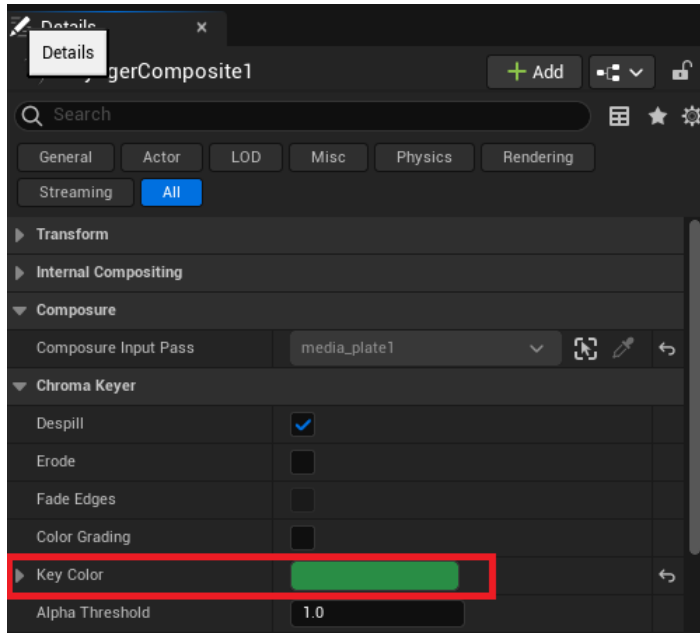 Details
Details
gerComposite1
Add
Search
General Actor LOD Misc Physics Rendering
Streaming All
Transform
Internal Compositing
Composure
Composure Input Pass media_plate1
Chroma Keyer
Despill
Erode
Fade Edges
Color Grading
Key Color
Alpha Threshold 1.0